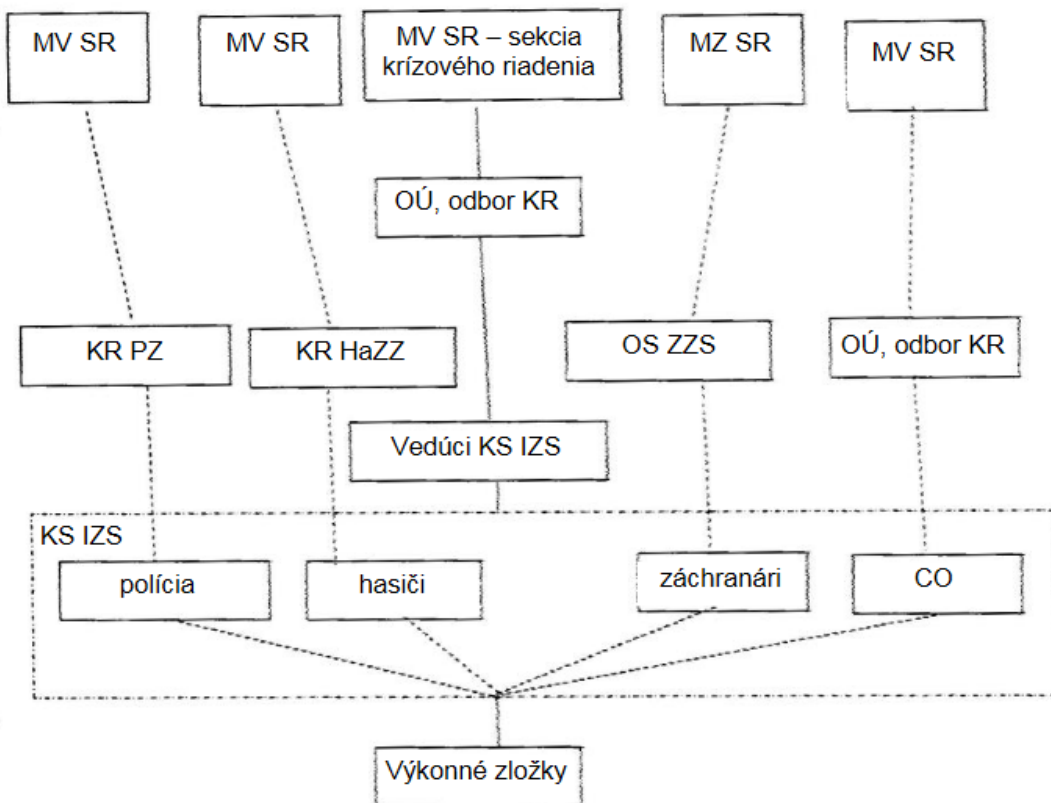 MV SR
MV SR
MV SR – sekcia
krízového riadenia
MZ SR
MV SR
OÚ, odbor KR
KR PZ
KR HaZZ
OS ZZS
OÚ, odbor KR
Vedúci KS IZS
KS IZS
polícia
hasiči
záchranári
CO
Výkonné zložky